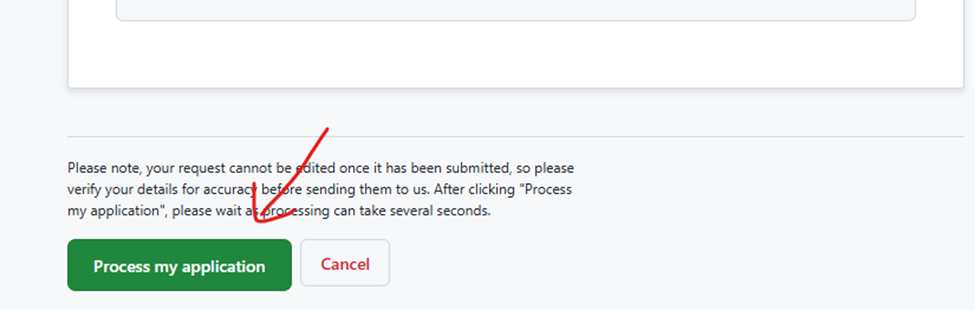 Please note, your request cannot be edited once it has been submitted, so please
verify your details for accuracy before sending them to us. After clicking "Process
my application", please wait as processing can take several seconds.
Process my application
Cancel